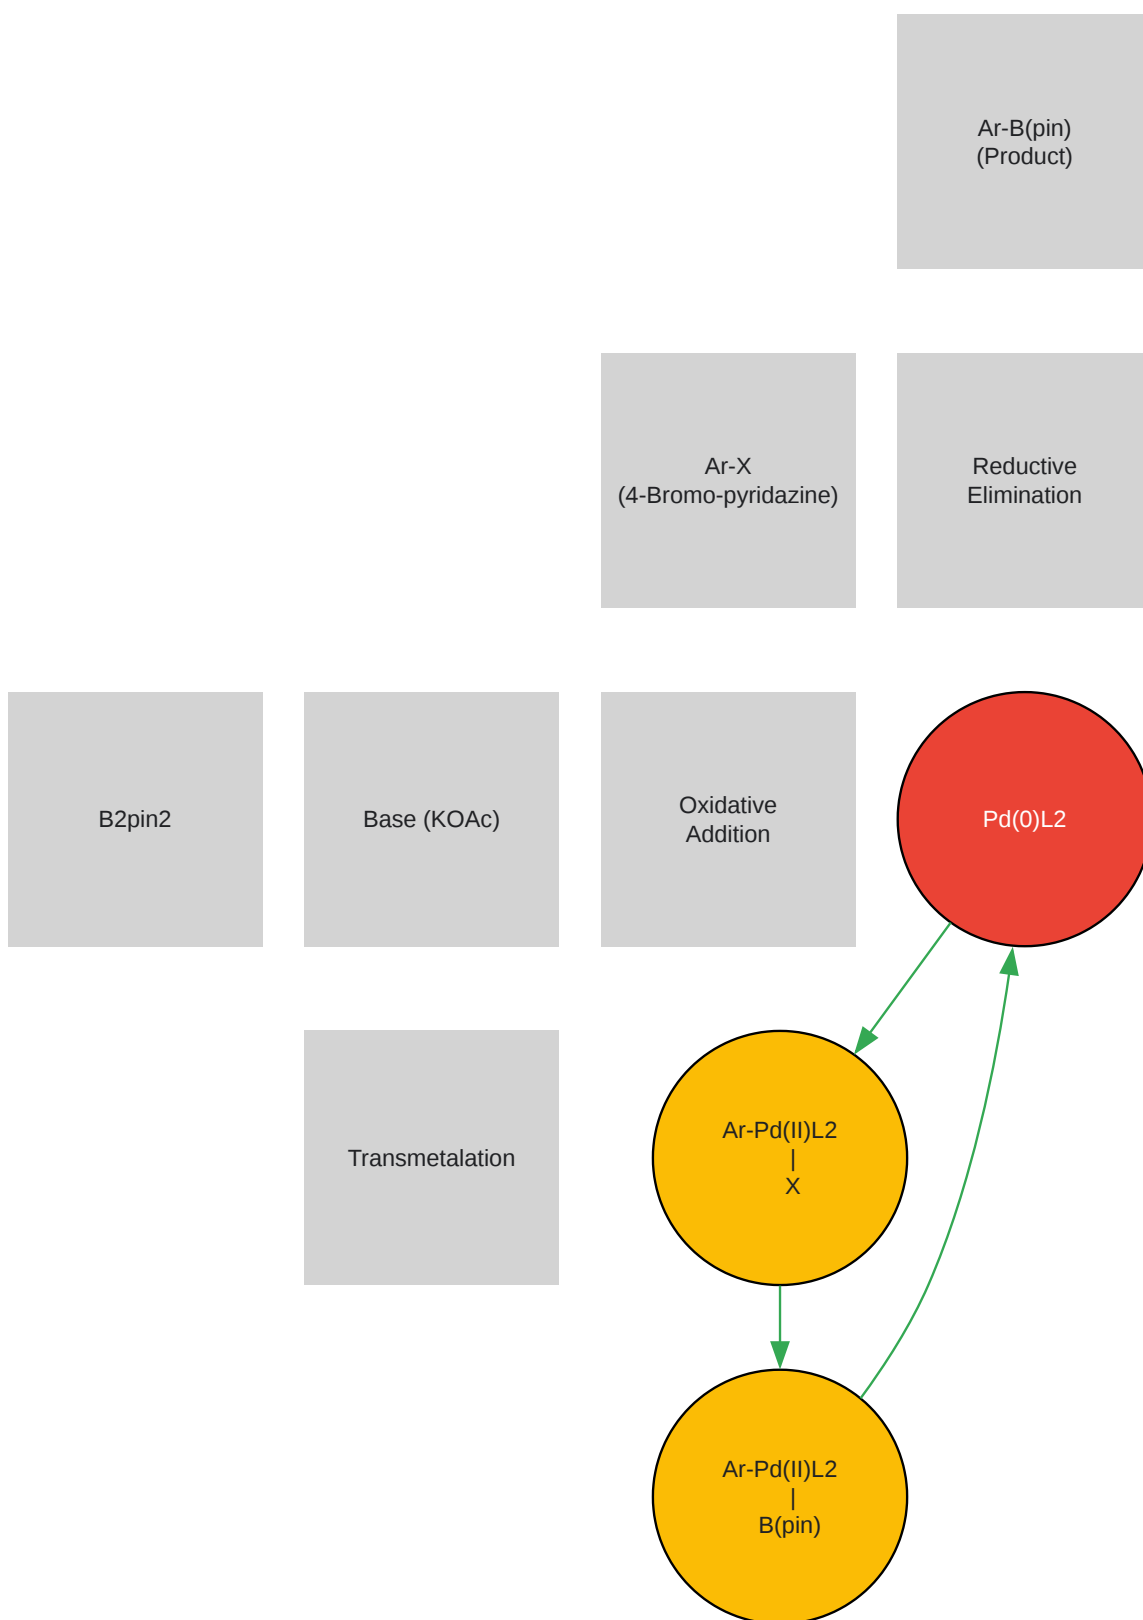 Ar-B(pin)
(Product)
Ar-X
(4-Bromo-pyridazine)
Reductive
Elimination
B2pin2
Base (KOAc)
Oxidative
Addition
Pd(0)L2
Transmetalation
Ar-Pd(II)L2
|
X
Ar-Pd(II)L2
|
B(pin)